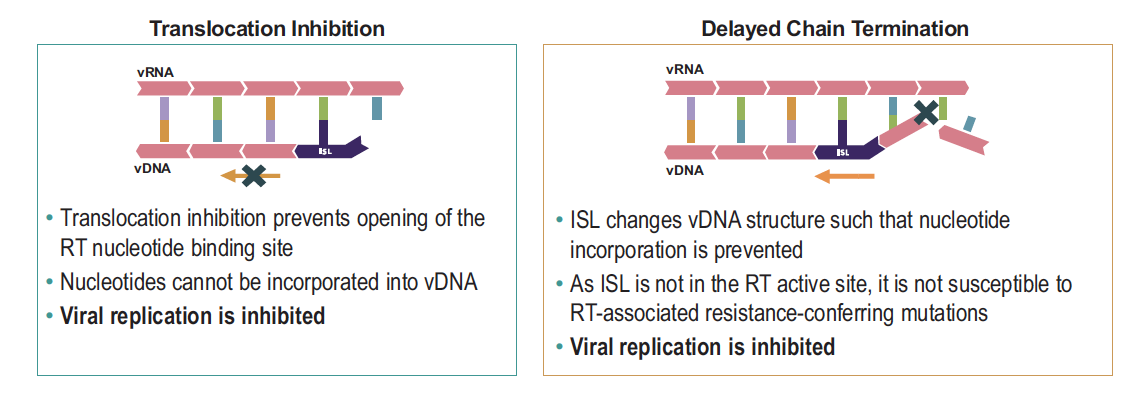 Translocation Inhibition
vRNA
ISL
vDNA
• Translocation inhibition prevents opening of the
RT nucleotide binding site
• Nucleotides cannot be incorporated into vDNA
• Viral replication is inhibited
Delayed Chain Termination
vRNA
ISL
vDNA
• ISL changes vDNA structure such that nucleotide
incorporation is prevented
• As ISL is not in the RT active site, it is not susceptible to
RT-associated resistance-conferring mutations
• Viral replication is inhibited